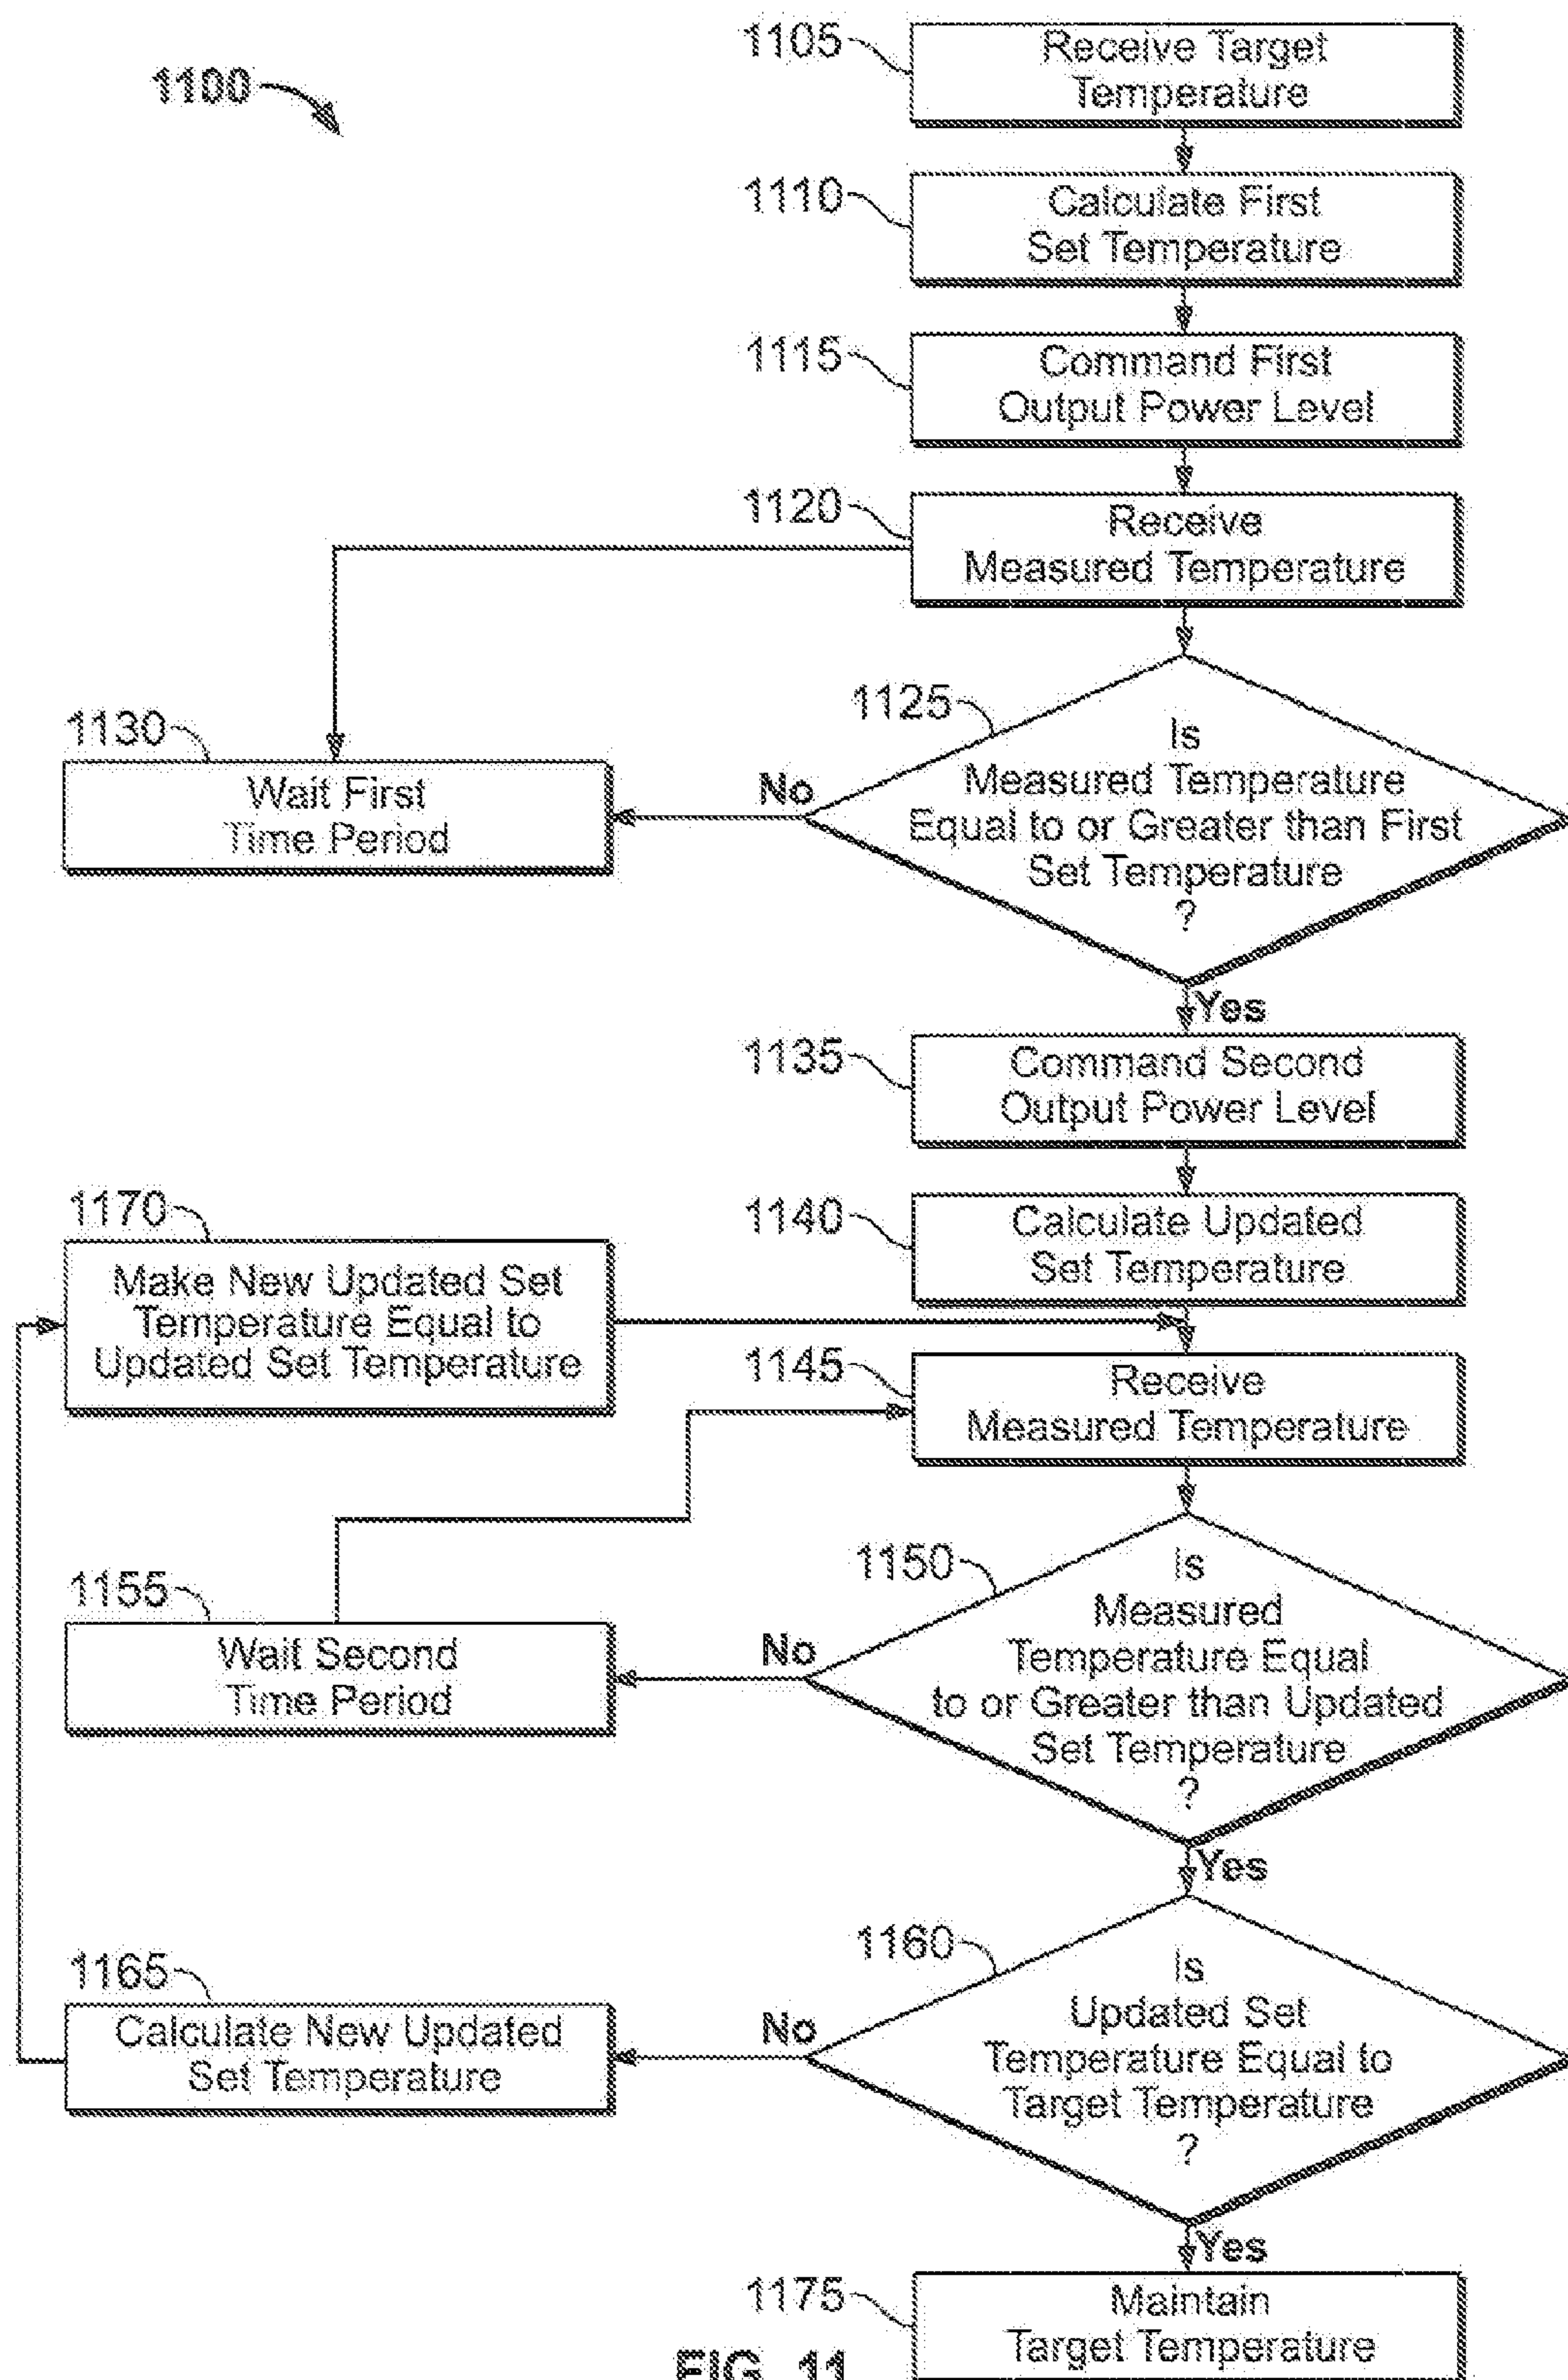 1100
1105
Receive Target
Temperature
1110
Calculate First
Set Temperature
1115
Command First
Output Power Level
1120
Receive
Measured Temperature
1125
Is
Measured Temperature
Equal to or Greater than First
Set Temperature
?
No
1130
Wait First
Time Period
Yes
1135
Command Second
Output Power Level
1140
Calculate Updated
Set Temperature
1170
Make New Updated Set
Temperature Equal to
Updated Set Temperature
1145
Receive
Measured Temperature
1150
Is
Measured
Temperature Equal
to or Greater than Updated
Set Temperature
?
No
1155
Wait Second
Time Period
Yes
1160
Is
Updated Set
Temperature Equal to
Target Temperature
?
No
1165
Calculate New Updated
Set Temperature
Yes
1175
Maintain
Target Temperature
FIG. 11